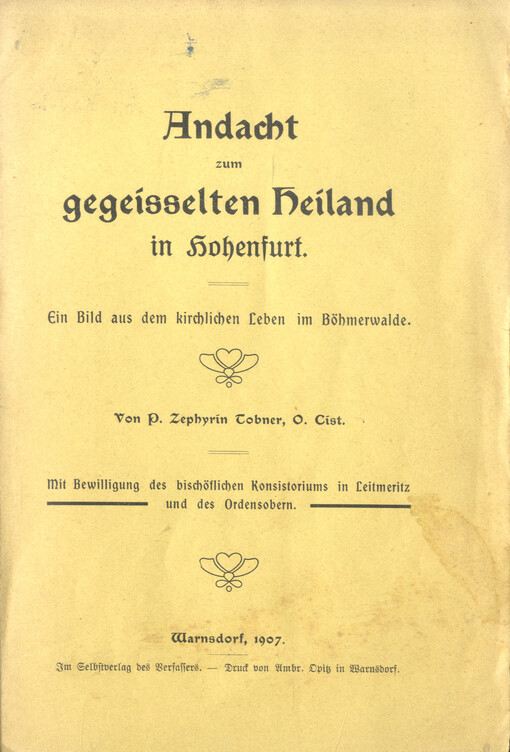 Andacht
zum
gegeisselten Heiland
in Hohenfurt.
Ein Bild aus dem kirchlichen Leben im Böhmerwalde.
Von P. Zephyrin Tobner, O. Cist.
Mit Bewilligung des bischöflichen Konsistoriums in Leitmeritz
und des Ordensobern.
Warnsdorf, 1907.
Im Selbstverlag des Verfassers. — Druck von Ambr. Opitz in Warnsdorf.